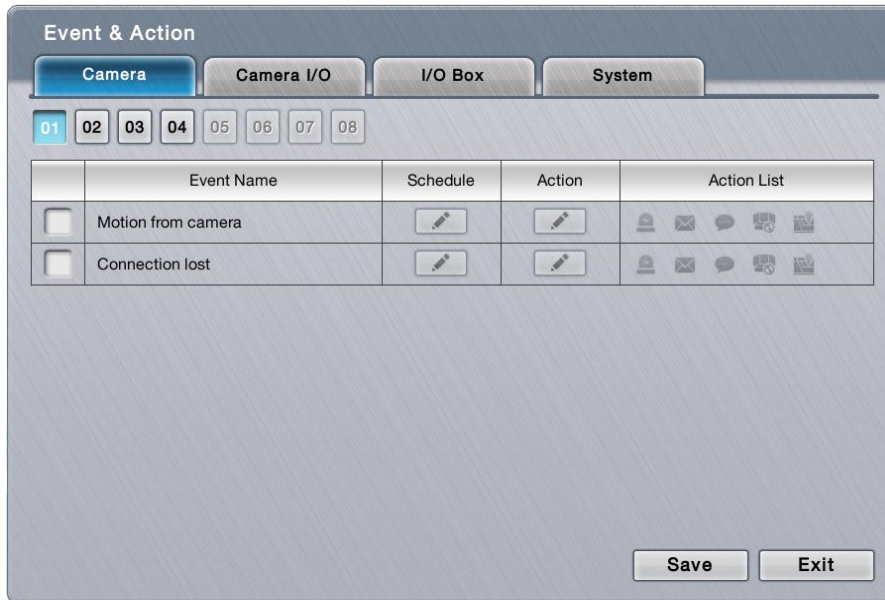 Event & Action
Camera Camera I/O I/O Box System
01 02 03 04 05 06 07 08
Event Name Schedule Action Action List
Motion from camera
Connection lost
Save Exit